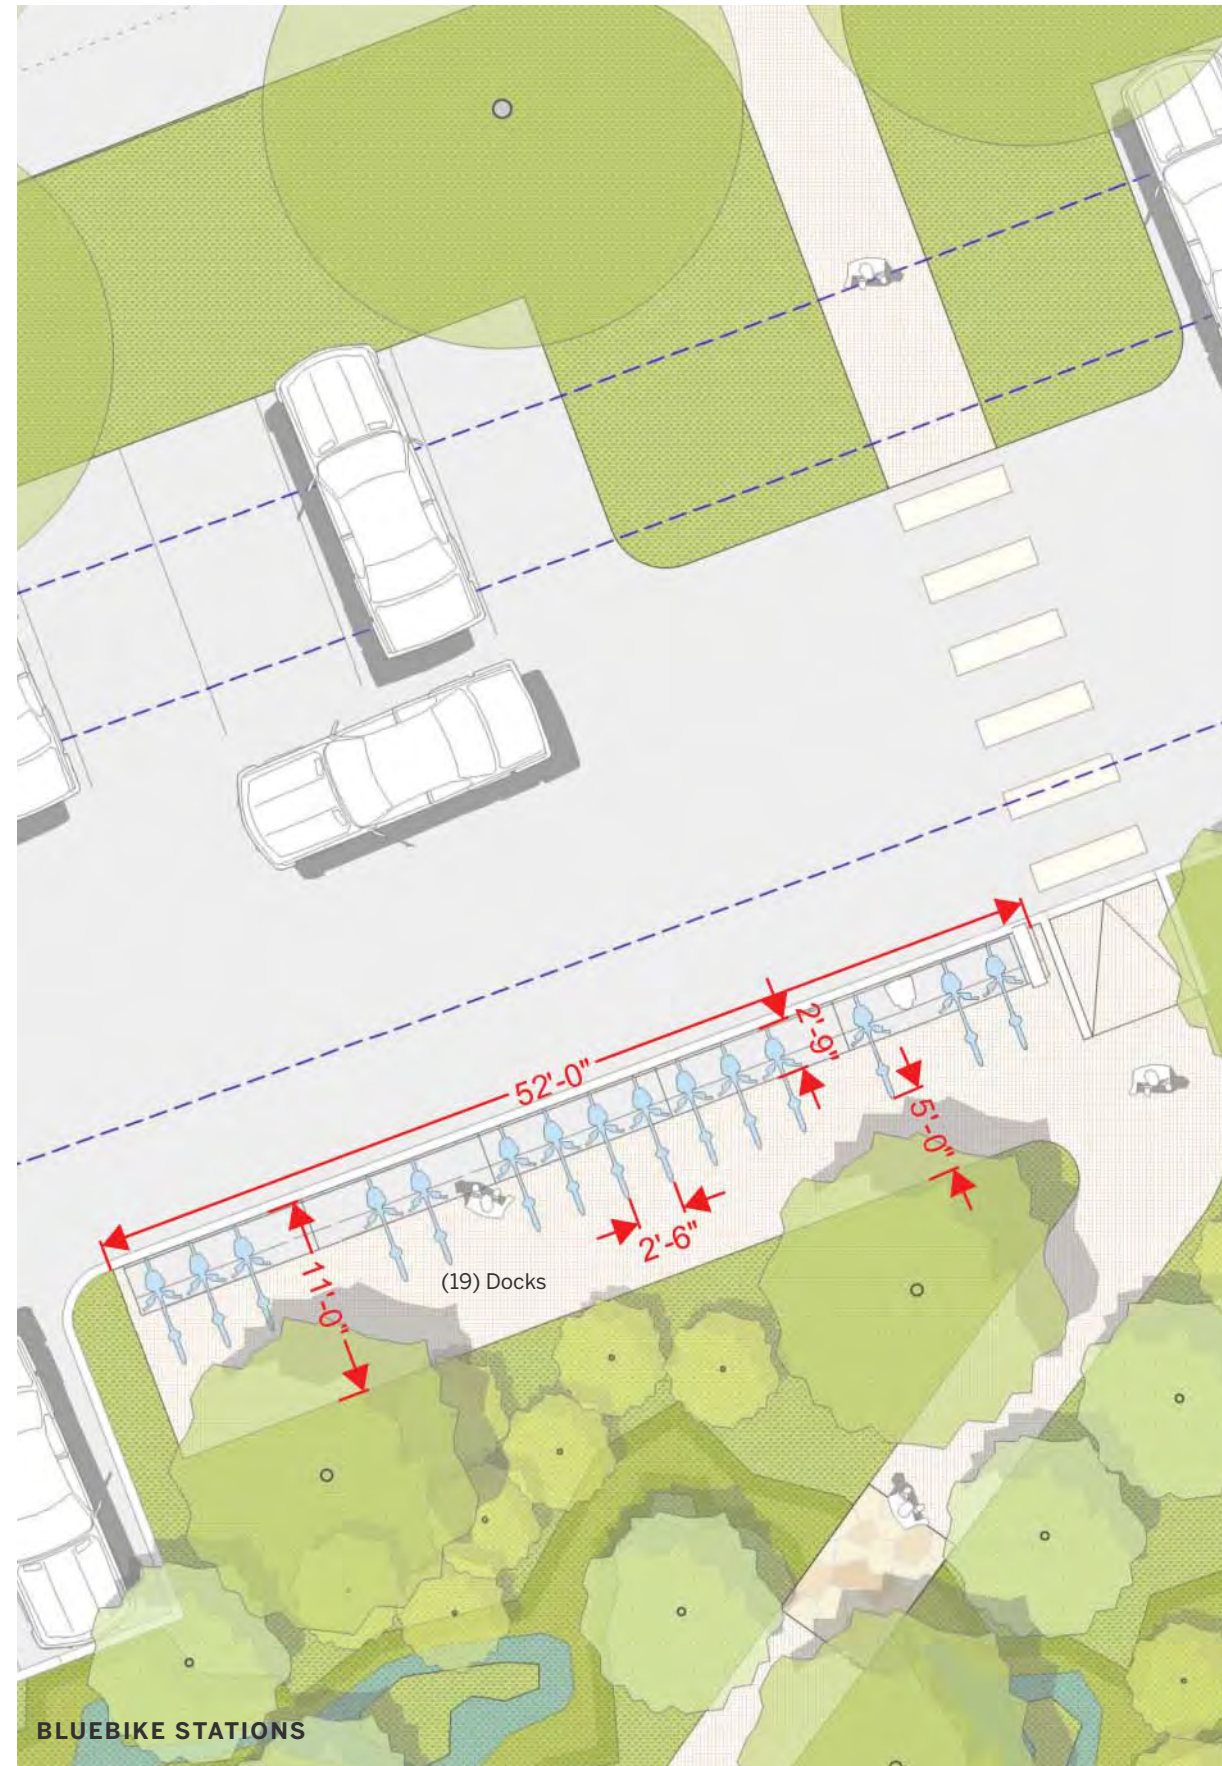 52'-0"
2'-9"
5'-0"
2'-6"
11'-0"
(19) Docks
BLUEBIKE STATIONS